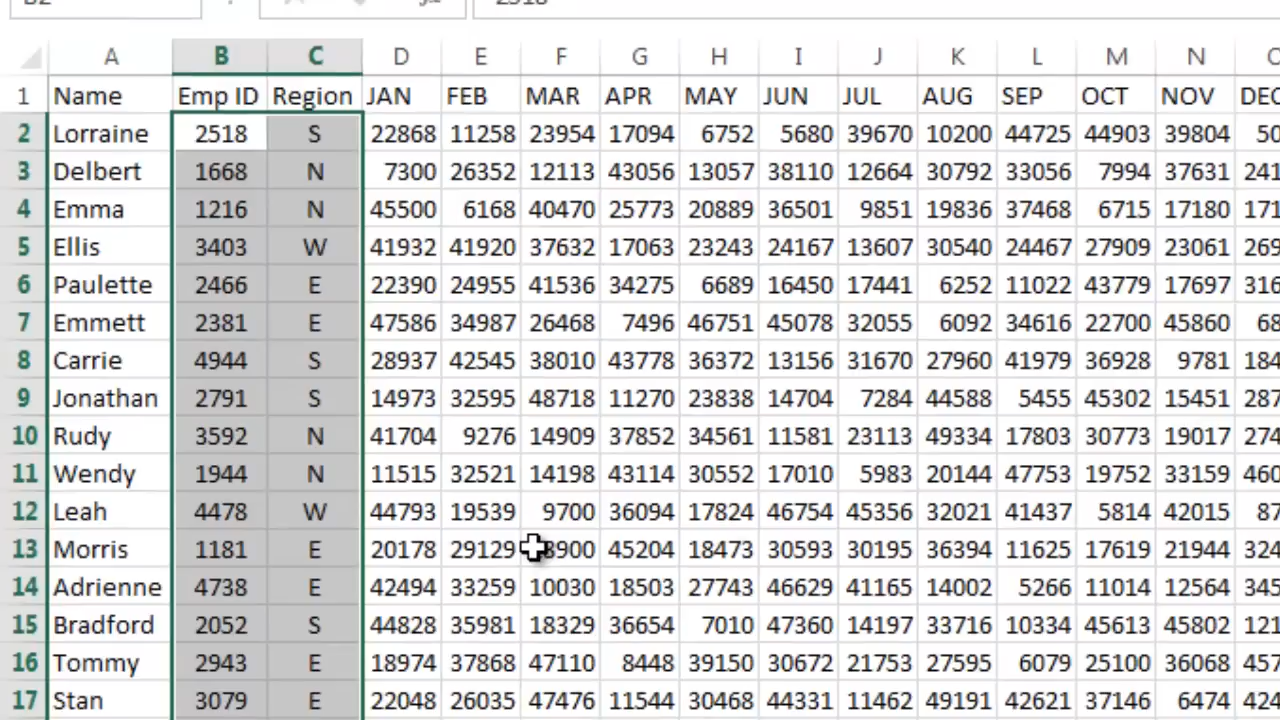 A B C D E F G H I J K L M N
1 Name Emp ID Region JAN FEB MAR APR MAY JUN JUL AUG SEP OCT NOV
2 Lorraine 2518 S 22868 11258 23954 17094 6752 5680 39670 10200 44725 44903 39804
3 Delbert 1668 N 7300 26352 12113 43056 13057 38110 12664 30792 33056 7994 37631
4 Emma 1216 N 45500 6168 40470 25773 20889 36501 9851 19836 37468 6715 17180
5 Ellis 3403 W 41932 41920 37632 17063 23243 24167 13607 30540 24467 27909 23061
6 Paulette 2466 E 22390 24955 41536 34275 6689 16450 17441 6252 11022 43779 17697
7 Emmett 2381 E 47586 34987 26468 7496 46751 45078 32055 6092 34616 22700 45860
8 Carrie 4944 S 28937 42545 38010 43778 36372 13156 31670 27960 41979 36928 9781
9 Jonathan 2791 S 14973 32595 48718 11270 23838 14704 7284 44588 5455 45302 15451
10 Rudy 3592 N 41704 9276 14909 37852 34561 11581 23113 49334 17803 30773 19017
11 Wendy 1944 N 11515 32521 14198 43114 30552 17010 5983 20144 47753 19752 33159
12 Leah 4478 W 44793 19539 9700 36094 17824 46754 45356 32021 41437 5814 42015
13 Morris 1181 E 20178 29129 45204 18473 30593 30195 36394 11625 17619 21944
14 Adrienne 4738 E 42494 33259 10030 18503 27743 46629 41165 14002 5266 11014 12564
15 Bradford 2052 S 44828 35981 18329 36654 7010 47360 14197 33716 10334 45613 45802
16 Tommy 2943 E 18974 37868 47110 8448 39150 30672 21753 27595 6079 25100 36068
17 Stan 3079 E 22048 26035 47476 11544 30468 44331 11462 49191 42621 37146 6474